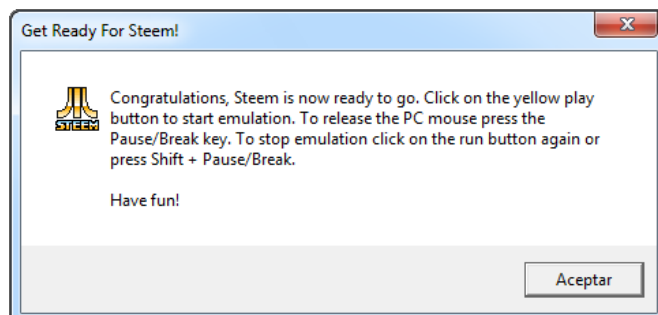 Get Ready For Steem!
Congratulations, Steem is now ready to go. Click on the yellow play
button to start emulation. To release the PC mouse press the
Pause/Break key. To stop emulation click on the run button again or
press Shift + Pause/Break.
STEEM
Have fun!
Aceptar